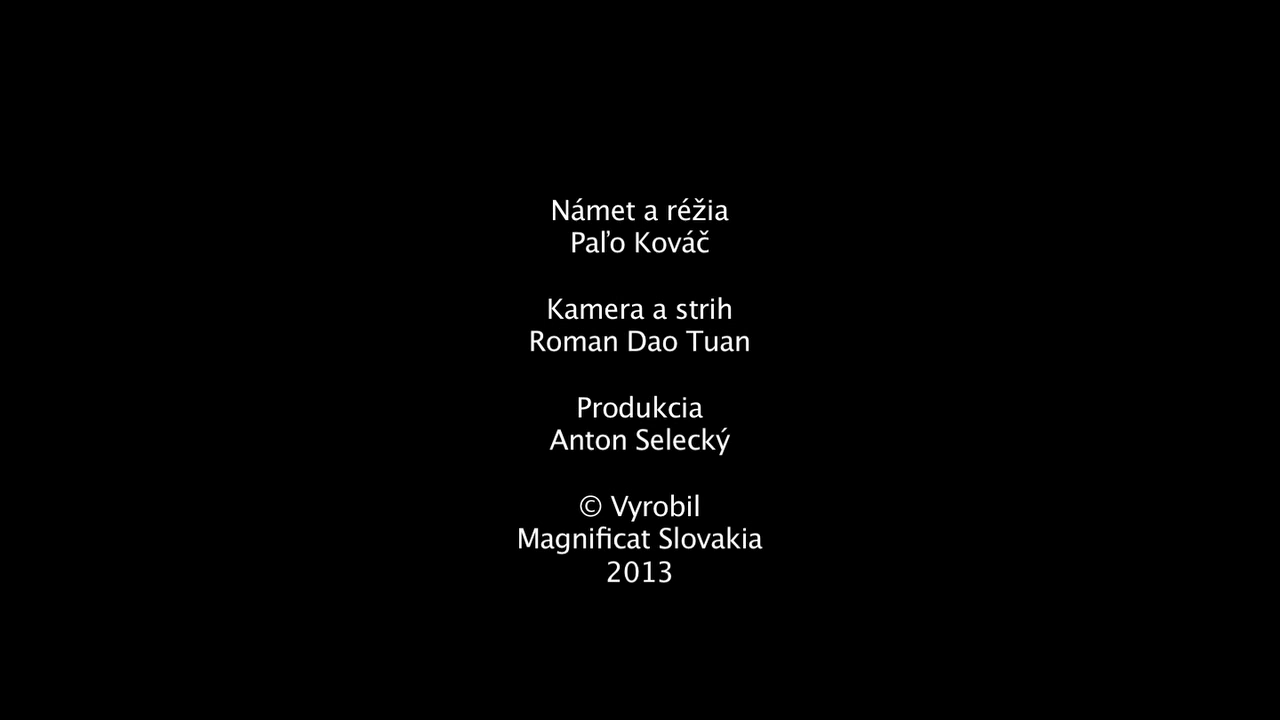 Námet a réžia
Paľo Kováč
Kamera a strih
Roman Dao Tuan
Produkcia
Anton Selecký
© Vyrobil
Magnificat Slovakia
2013